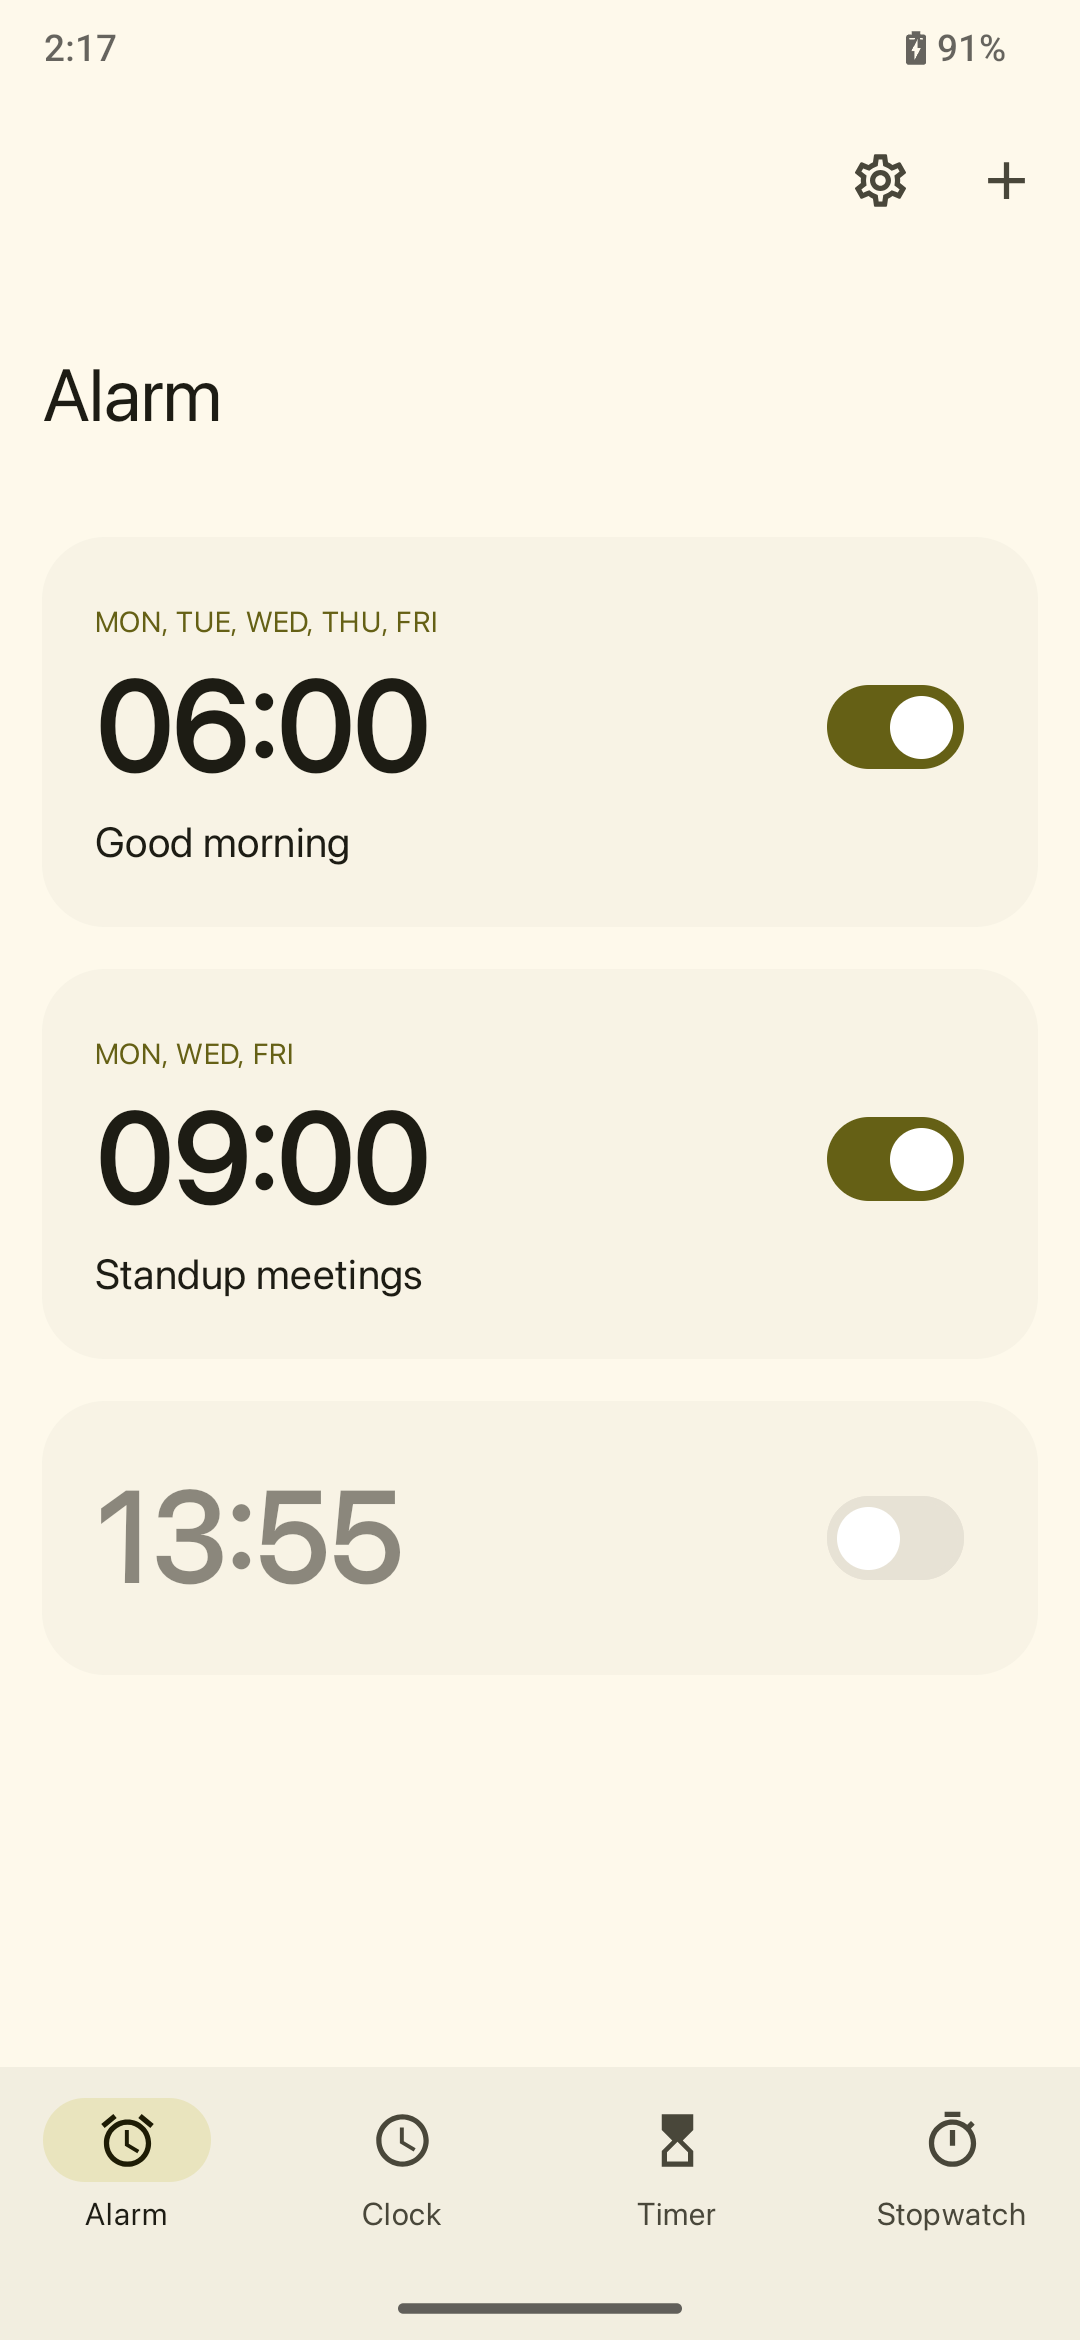 2:17
91%
Alarm
MON, TUE, WED, THU, FRI
06:00
Good morning
MON, WED, FRI
09:00
Standup meetings
13:55
Alarm
Clock
Timer
Stopwatch